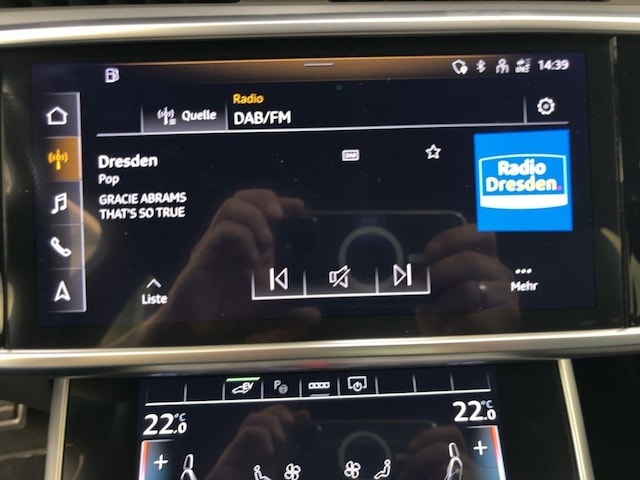 14:39
Quelle
Radio
DAB/FM
Dresden
Pop
GRACIE ABRAMS
THAT'S SO TRUE
Radio
Dresden.
Liste
Mehr
EV
22.0 °C
22.0 °C
+
+